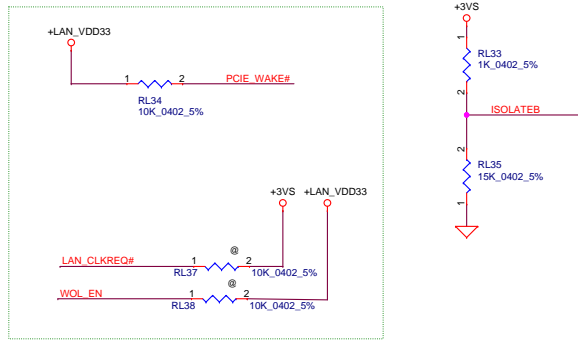 +LAN_VDD33
1 2 PCIE_WAKE#
RL34
10K_0402_5%
+3VS
+LAN_VDD33
@
LAN_CLKREQ# 1 2
RL37 10K_0402_5%
@
WOL_EN 1 2
RL38 10K_0402_5%
+3VS
1
RL33
1K_0402_5%
2
ISOLATEB
2
RL35
15K_0402_5%
1